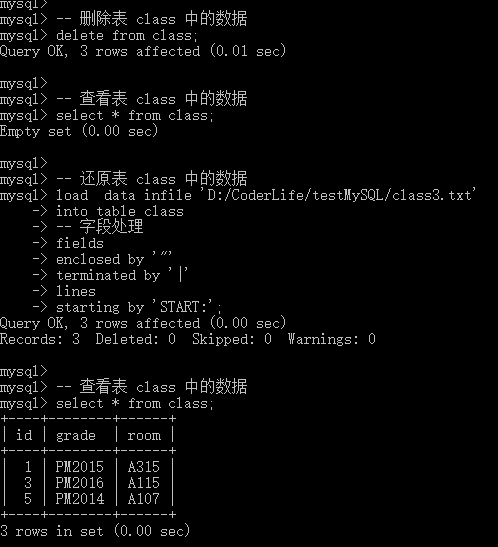 mysql>
mysql> -- 删除表 class 中的数据
mysql> delete from class;
Query OK, 3 rows affected (0.01 sec)
mysql>
mysql> -- 查看表 class 中的数据
mysql> select * from class;
Empty set (0.00 sec)
mysql>
mysql> -- 还原表 class 中的数据
mysql> load  data infile 'D:/CoderLife/testMySQL/class3.txt'
    -> into table class
    -> -- 字段处理
    -> fields
    -> enclosed by '"'
    -> terminated by '|'
    -> lines
    -> starting by 'START:';
Query OK, 3 rows affected (0.00 sec)
Records: 3  Deleted: 0  Skipped: 0  Warnings: 0
mysql>
mysql> -- 查看表 class 中的数据
mysql> select * from class;
+----+--------+------+
| id | grade  | room |
+----+--------+------+
|  1 | PM2015 | A315 |
|  3 | PM2016 | A115 |
|  5 | PM2014 | A107 |
+----+--------+------+
3 rows in set (0.00 sec)